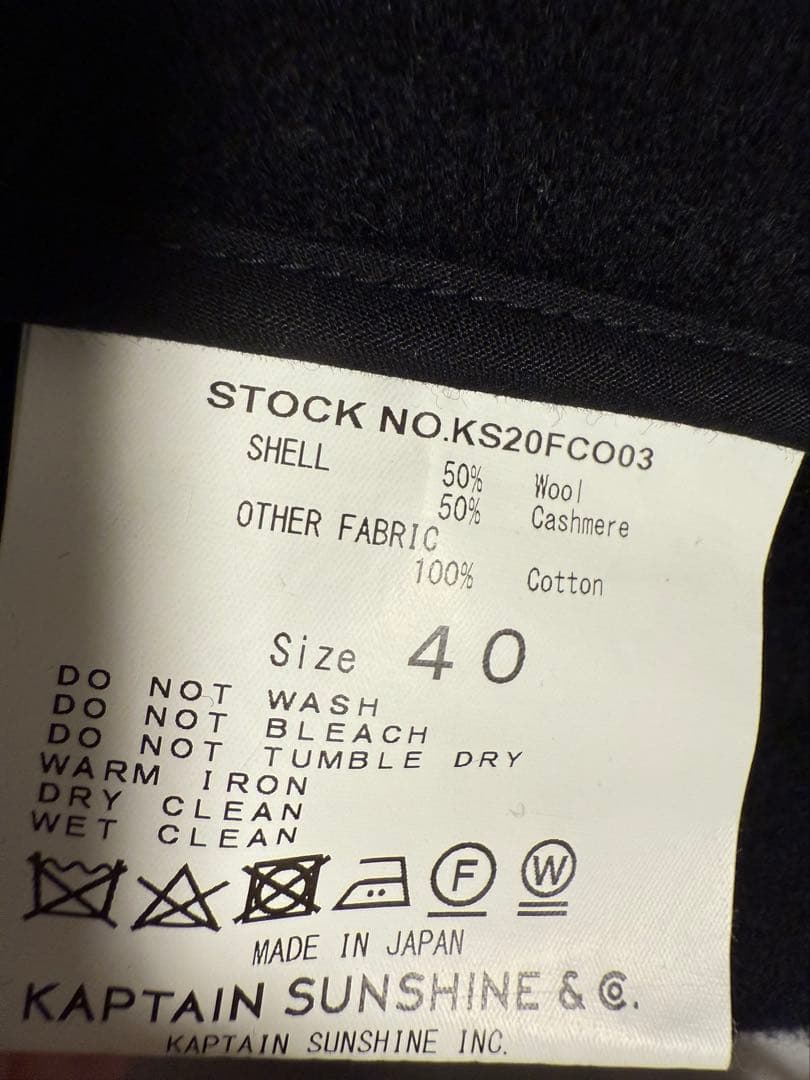 STOCK NO.KS20FCO03
SHELL
50% Wool
50% Cashmere
OTHER FABRIC
100% Cotton
Size 40
DO NOT WASH
DO NOT BLEACH
DO NOT TUMBLE DRY
WARM IRON
DRY CLEAN
WET CLEAN
F W
MADE IN JAPAN
KAPTAIN SUNSHINE & Co.
KAPTAIN SUNSHINE INC.